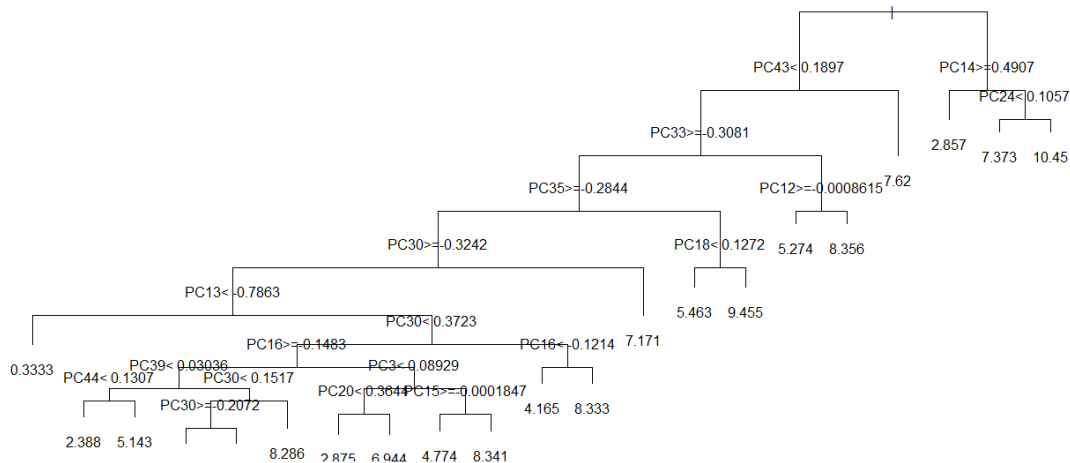 PC43< 0.1897 PC14>=0.4907
PC24< 0.1057
PC33>=-0.3081
2.857 7.373 10.45
7.62
PC35>=-0.2844 PC12>=-0.0008615
PC30>=-0.3242 PC18< 0.1272 5.274 8.356
PC13< -0.7863
5.463 9.455
PC30< 0.3723
PC16>=-0.1483 PC16< -0.1214 7.171
0.3333 PC39< 0.03036 PC3< 0.08929
PC44< 0.1307 PC30< 0.1517
PC20< 0.3644 PC15>=-0.0001847
PC30>=-0.2072 4.165 8.333
2.388 5.143 8.286 2.875 6.944 4.774 8.341